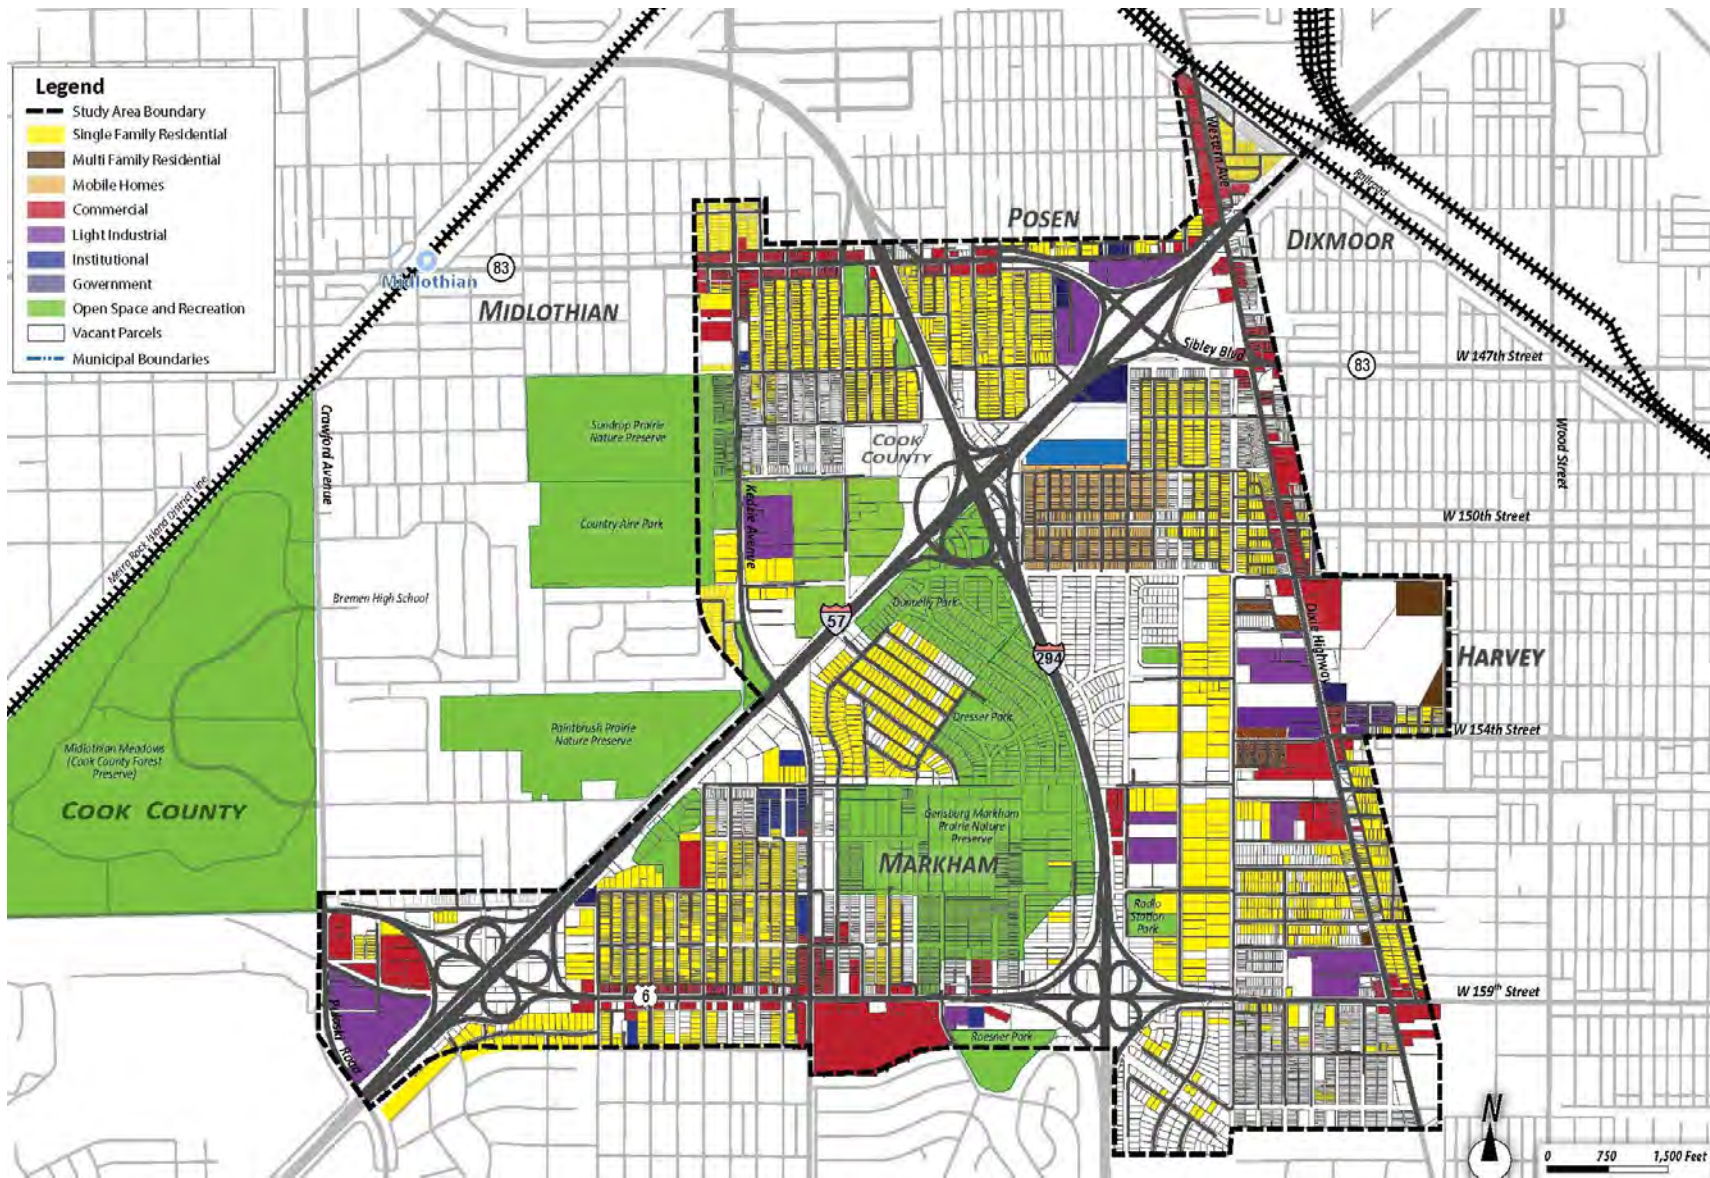 Legend
Study Area Boundary
Single Family Residential
Multi Family Residential
Mobile Homes
Commercial
Light Industrial
Institutional
Government
Open Space and Recreation
Vacant Parcels
Municipal Boundaries
Western Ave
Railroad
POSEN
DIXMOOR
83
Midlothian
MIDLOTHIAN
Sibley Blvd
W 147th Street
83
Crawford Avenue
Sundrop Prairie
Nature Preserve
COOK
COUNTY
Wood Street
Metra Rock Island District Line
Kedzie Avenue
Country Aire Park
W 150th Street
Bremen High School
Donnelly Park
57
294
Dixie Highway
HARVEY
Paintbrush Prairie
Nature Preserve
Dresser Park
W 154th Street
Midlothian Meadows
(Cook County Forest
Preserve)
COOK COUNTY
Gensburg Markham
Prairie Nature
Preserve
MARKHAM
Radio
Station
Park
Pulaski Road
6
W 159th Street
Roesner Park
N
0 750 1,500 Feet